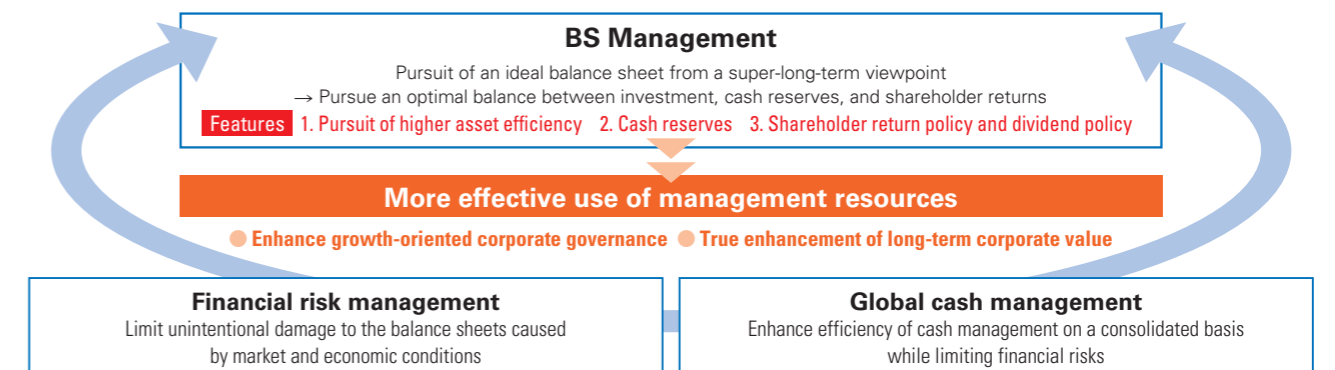 BS Management
Pursuit of an ideal balance sheet from a super-long-term viewpoint
→ Pursue an optimal balance between investment, cash reserves, and shareholder returns
Features 1. Pursuit of higher asset efficiency 2. Cash reserves 3. Shareholder return policy and dividend policy
More effective use of management resources
● Enhance growth-oriented corporate governance ● True enhancement of long-term corporate value
Financial risk management
Limit unintentional damage to the balance sheets caused
by market and economic conditions
Global cash management
Enhance efficiency of cash management on a consolidated basis
while limiting financial risks